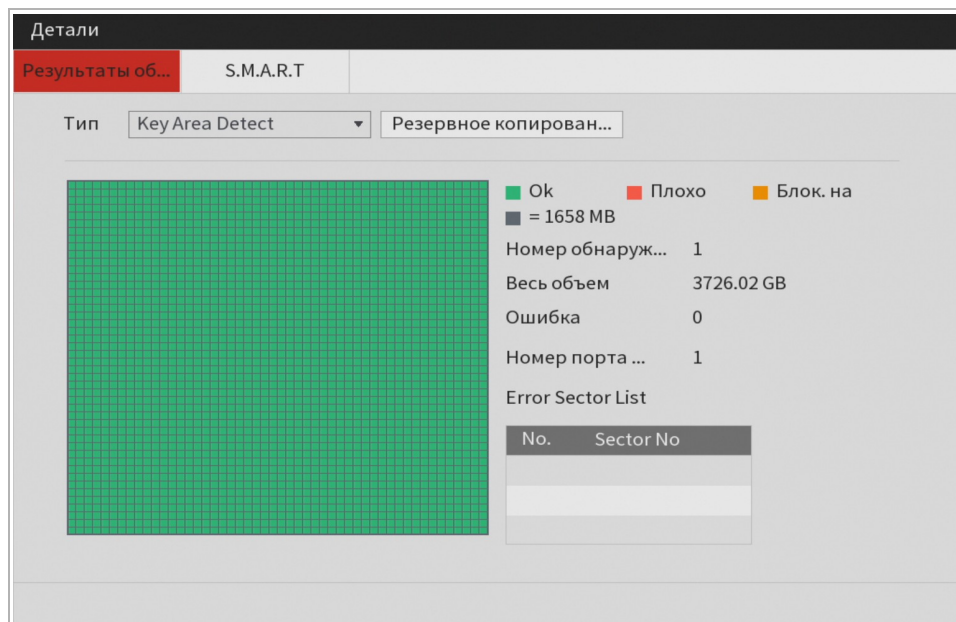 Детали
Результаты об... S.M.A.R.T
Тип Key Area Detect Резервное копирован...
Ok Плохо Блок. на
= 1658 MB
Номер обнаруж... 1
Весь объем 3726.02 GB
Ошибка 0
Номер порта ... 1
Error Sector List
No. Sector No